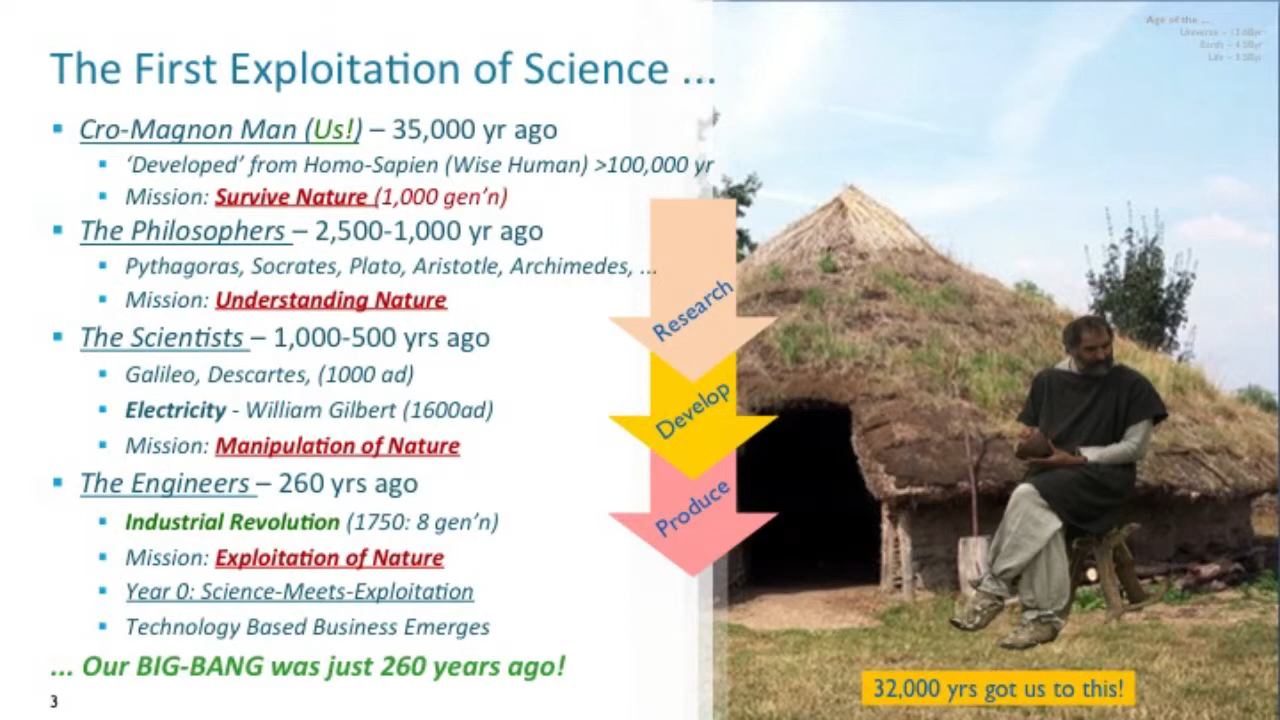 The First Exploitation of Science ...
Cro-Magnon Man (Us!) – 35,000 yr ago
‘Developed’ from Homo-Sapien (Wise Human) >100,000 yr
Mission: Survive Nature (1,000 gen’n)
The Philosophers – 2,500-1,000 yr ago
Pythagoras, Socrates, Plato, Aristotle, Archimedes, ...
Mission: Understanding Nature
The Scientists – 1,000-500 yrs ago
Galileo, Descartes, (1000 ad)
Electricity - William Gilbert (1600ad)
Mission: Manipulation of Nature
The Engineers – 260 yrs ago
Industrial Revolution (1750: 8 gen’n)
Mission: Exploitation of Nature
Year 0: Science-Meets-Exploitation
Technology Based Business Emerges
... Our BIG-BANG was just 260 years ago!
3
Research
Develop
Produce
Age of the ...
Universe –
Earth –
Life –
32,000 yrs got us to this!